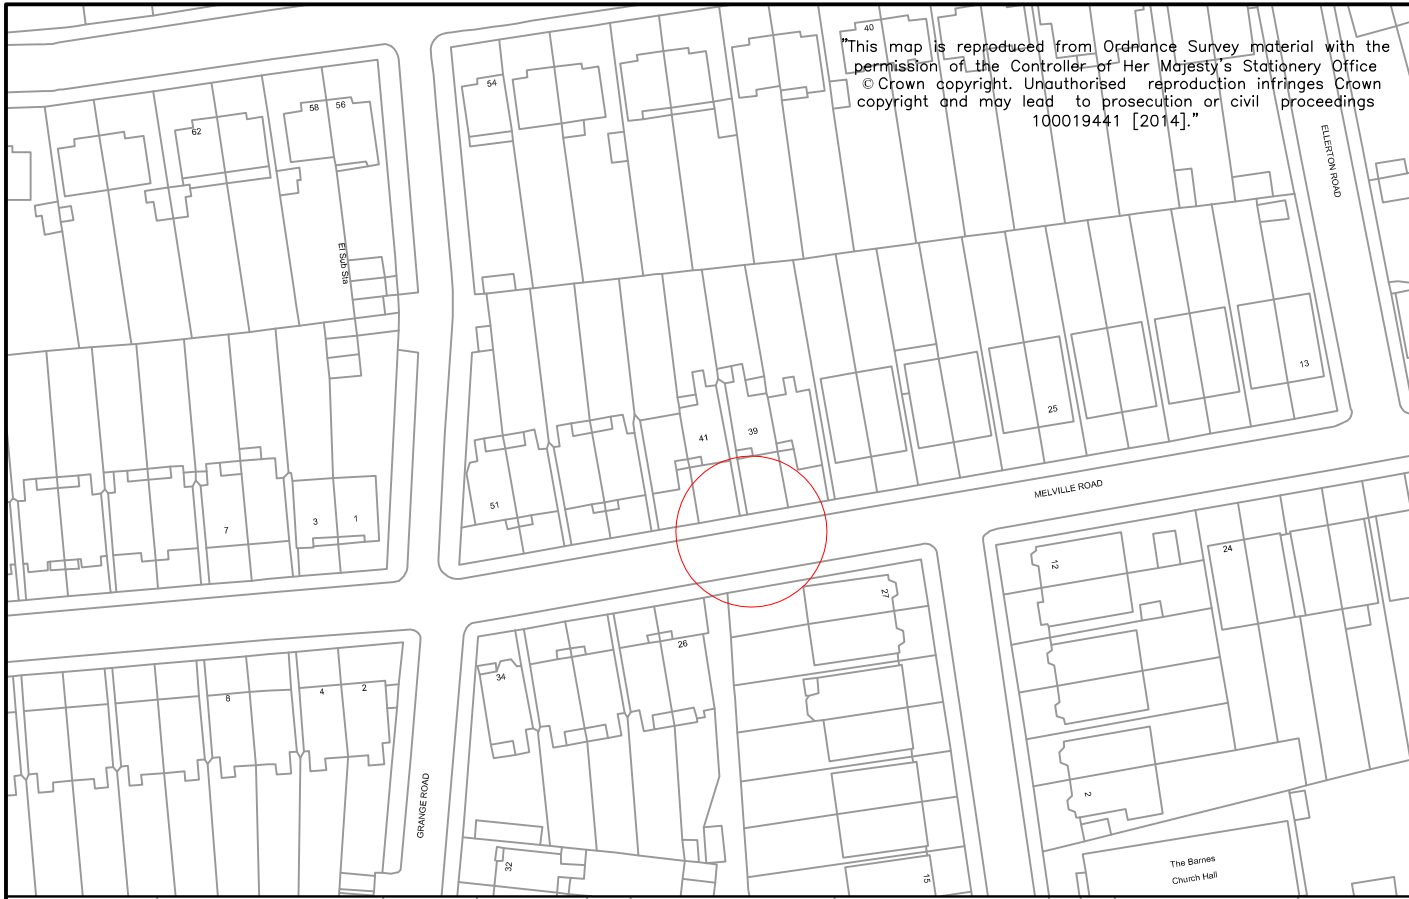 40
"This map is reproduced from Ordnance Survey material with the
permission of the Controller of Her Majesty's Stationery Office
© Crown copyright. Unauthorised reproduction infringes Crown
copyright and may lead to prosecution or civil proceedings
100019441 [2014]."
54
58
56
62
ELLERTON ROAD
El Sub Sta
13
25
41
39
MELVILLE ROAD
51
7
3
1
24
12
27
26
34
8
4
2
GRANGE ROAD
2
32
15
The Barnes
Church Hall